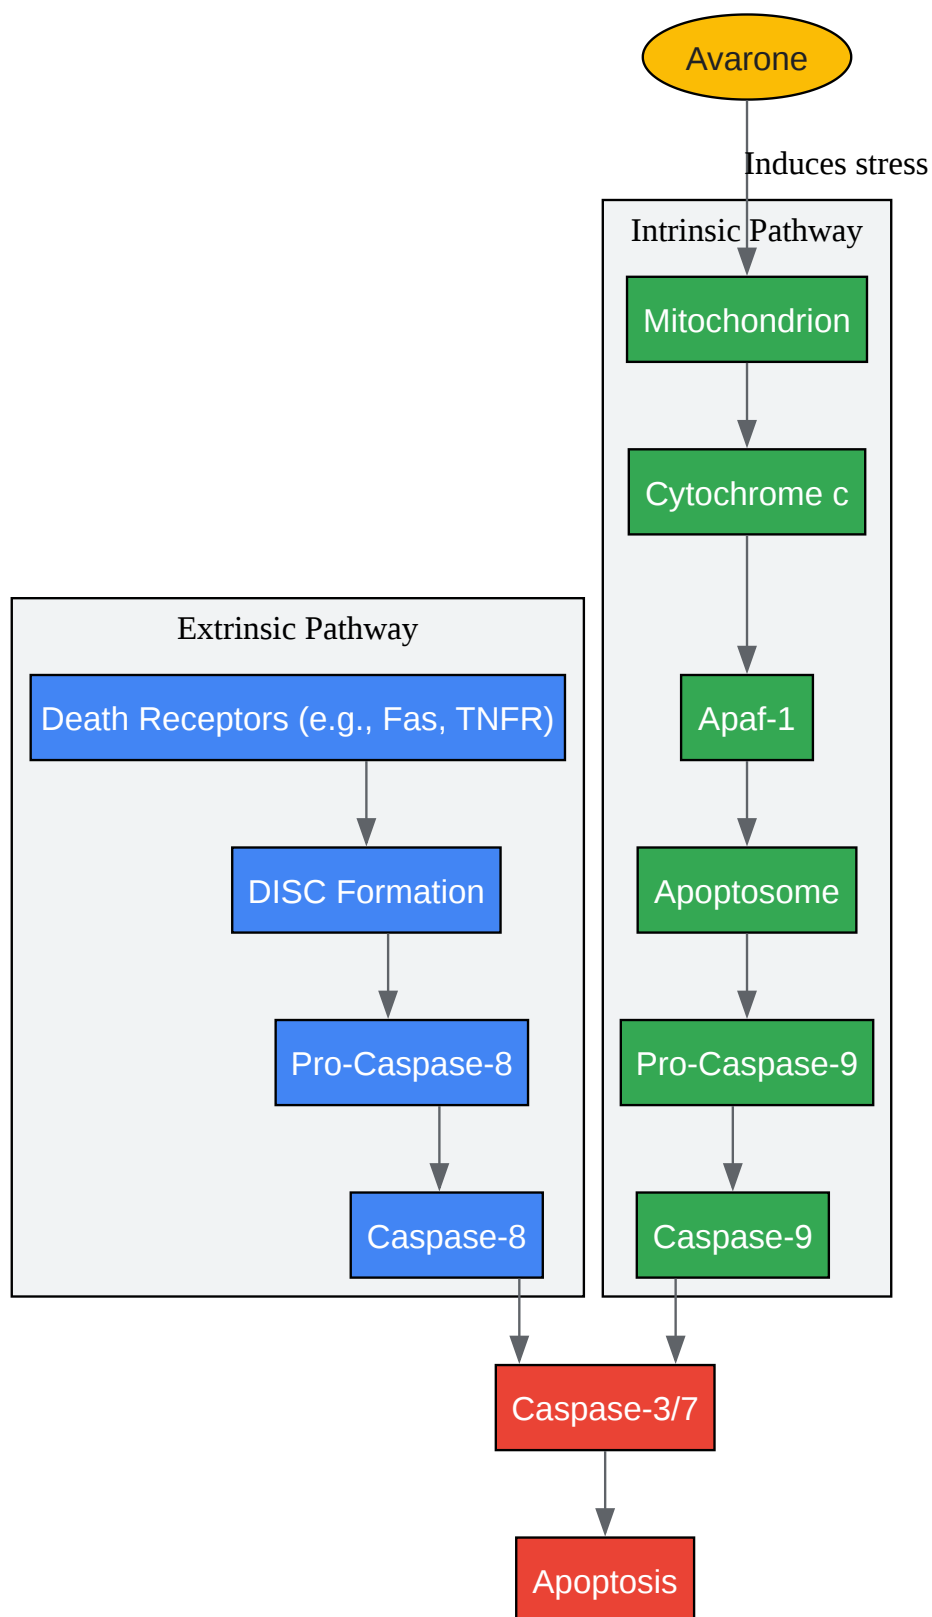 Avarone
Induces stress
Intrinsic Pathway
Mitochondrion
Cytochrome c
Extrinsic Pathway
Death Receptors (e.g., Fas, TNFR)
Apaf-1
DISC Formation
Apoptosome
Pro-Caspase-8
Pro-Caspase-9
Caspase-8
Caspase-9
Caspase-3/7
Apoptosis